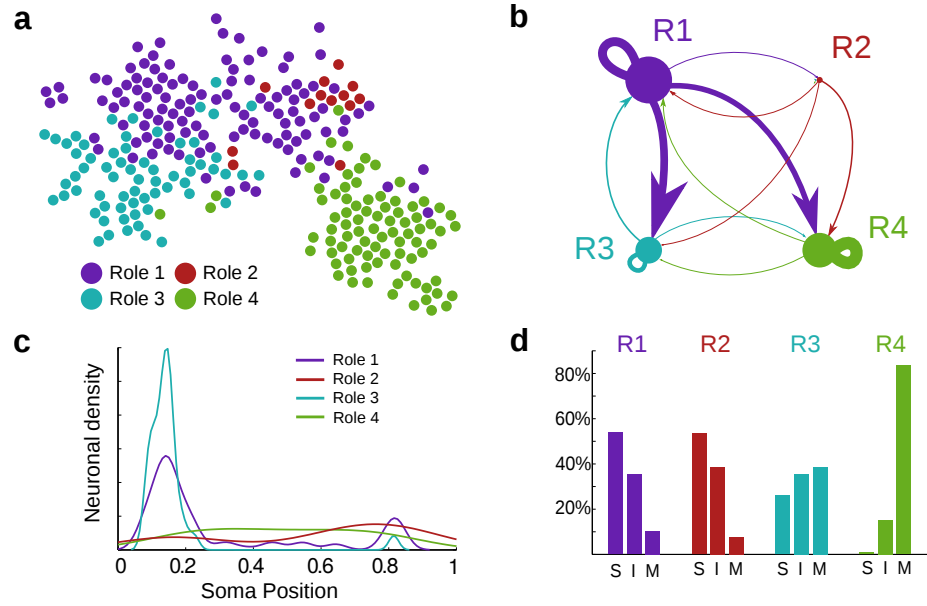 a
Role 1
Role 2
Role 3
Role 4
b
R1
R2
R3
R4
c
Neuronal density
Role 1
Role 2
Role 3
Role 4
0
0.2
0.4
0.6
0.8
1
Soma Position
d
R1
R2
R3
R4
80%
60%
40%
20%
S I M
S I M
S I M
S I M